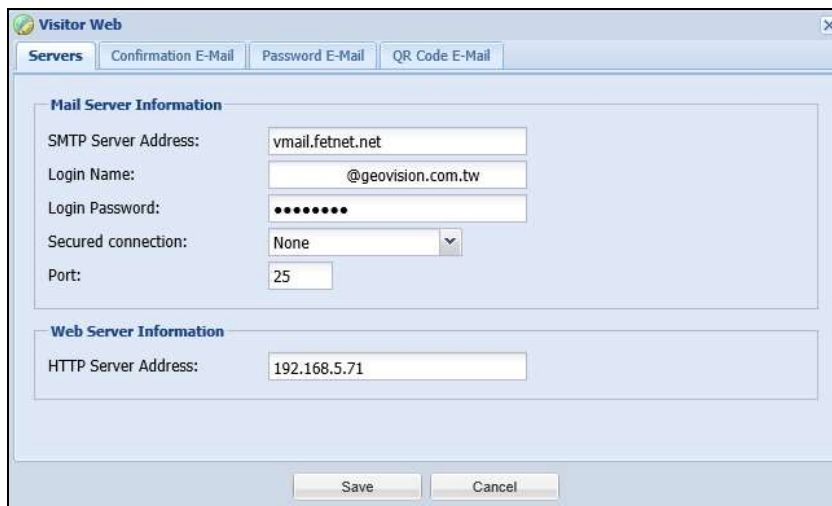 Visitor Web
Servers Confirmation E-Mail Password E-Mail QR Code E-Mail
Mail Server Information
SMTP Server Address: vmail.fetnet.net
Login Name: @geovision.com.tw
Login Password: ●●●●●●●●
Secured connection: None
Port: 25
Web Server Information
HTTP Server Address: 192.168.5.71
Save Cancel